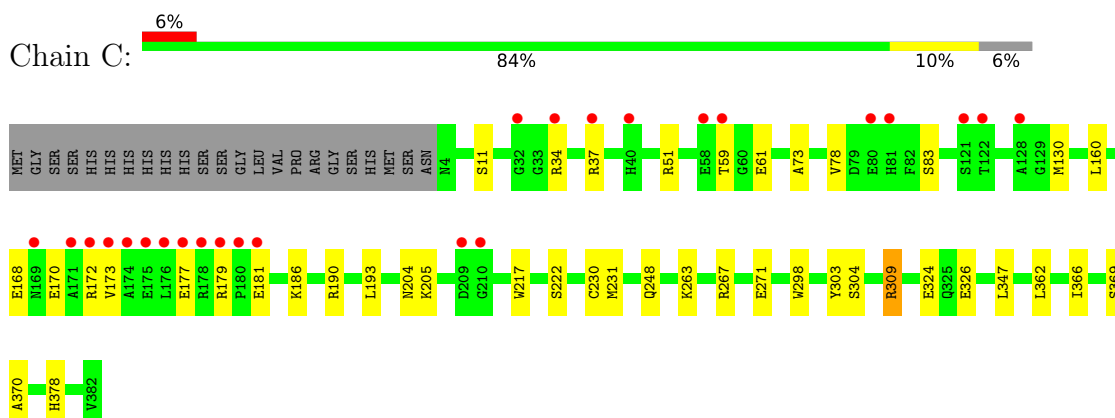 6%
Chain C:
84% 10% 6%
MET GLY SER SER HIS HIS HIS HIS HIS HIS SER SER GLY LEU VAL PRO ARG GLY SER HIS MET SER ASN N4 S11 G32 G33 R34 R37 H40 R51 E58 T59 G60 E61 A73 V78 D79 E80 H81 F82 S83 S121 T122 A128 G129 M130 L160
E168 N169 E170 A171 R172 V173 A174 E175 L176 E177 R178 R179 P180 E181 K186 R190 L193 N204 K205 D209 G210 W217 S222 C230 M231 Q248 K263 R267 E271 W298 Y303 S304 R309 E324 Q325 E326 L347 L362 I366 S369
A370 H378 V382